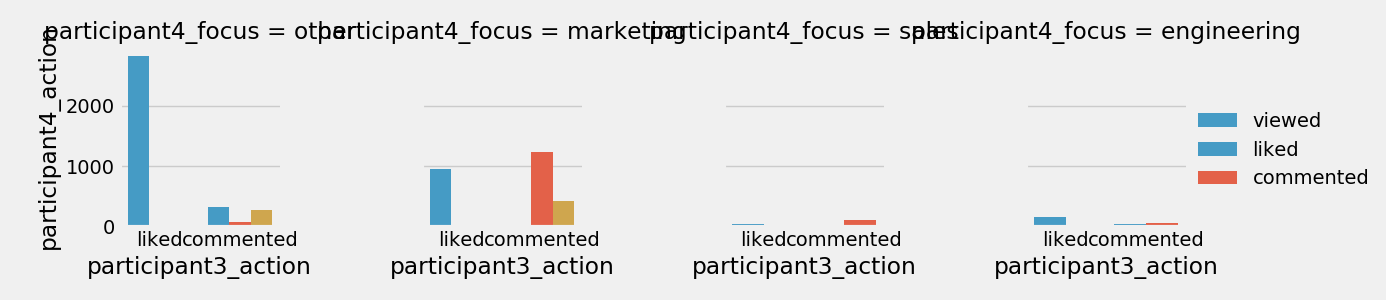 participant4_focus = other
participant4_focus = marketing
participant4_focus = sales
participant4_focus = engineering
participant4_action
2000
1000
0
viewed
liked
commented
liked commented
liked commented
liked commented
liked commented
participant3_action
participant3_action
participant3_action
participant3_action